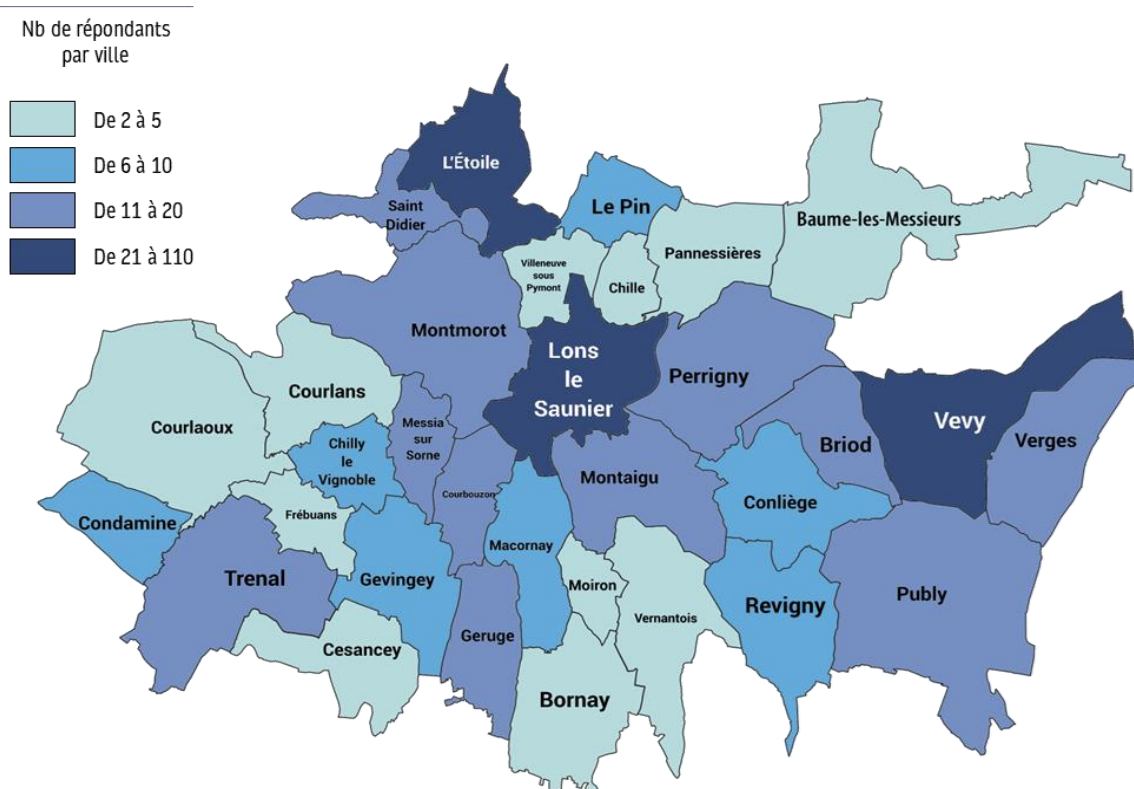 Nb de répondants
par ville
De 2 à 5
De 6 à 10
De 11 à 20
De 21 à 110
L'Étoile
Saint
Didier
Le Pin
Baume-les-Messieurs
Pannessières
Villeneuve
sous
Pymont
Chille
Montmorot
Lons
le
Saunier
Perrigny
Courlans
Courlaoux
Messia
sur
Sorne
Chilly
le
Vignoble
Briod
Vevy
Verges
Montaigu
Courbouzon
Conliège
Condamine
Frébuans
Macornay
Trenal
Gevingey
Moiron
Publy
Revigny
Vernantois
Geruge
Cesancey
Bornay